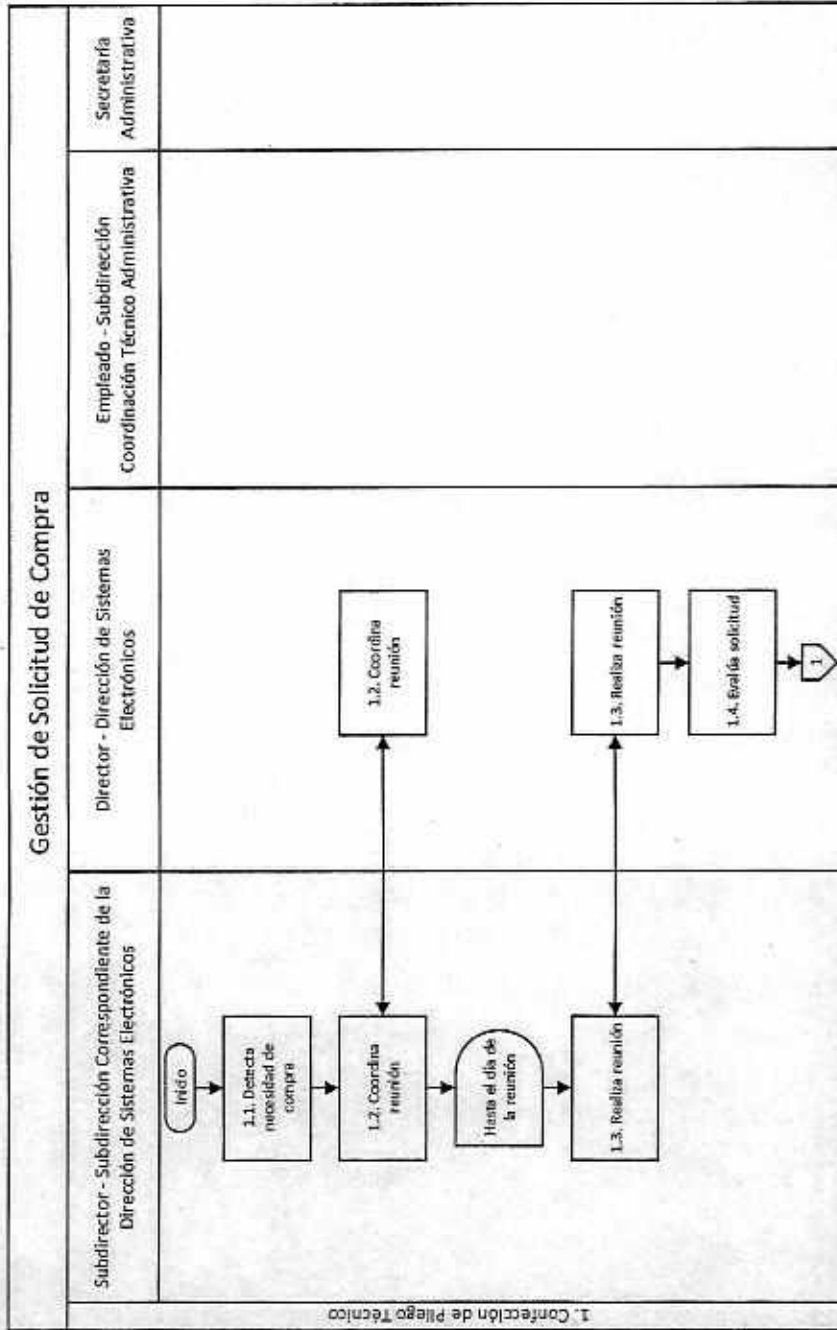 Gestión de Solicitud de Compra
Subdirector - Subdirección Correspondiente de la
Dirección de Sistemas Electrónicos
Director - Dirección de Sistemas
Electrónicos
Empleado - Subdirección
Coordinación Técnico Administrativa
Secretaría
Administrativa
1. Confección de Pliego Técnico
Inicio
1.1. Detecta
necesidad de
compra
1.2. Coordina
reunión
1.2. Coordina
reunión
Hasta el día de
la reunión
1.3. Realiza reunión
1.3. Realiza reunión
1.4. Evalúa solicitud
1